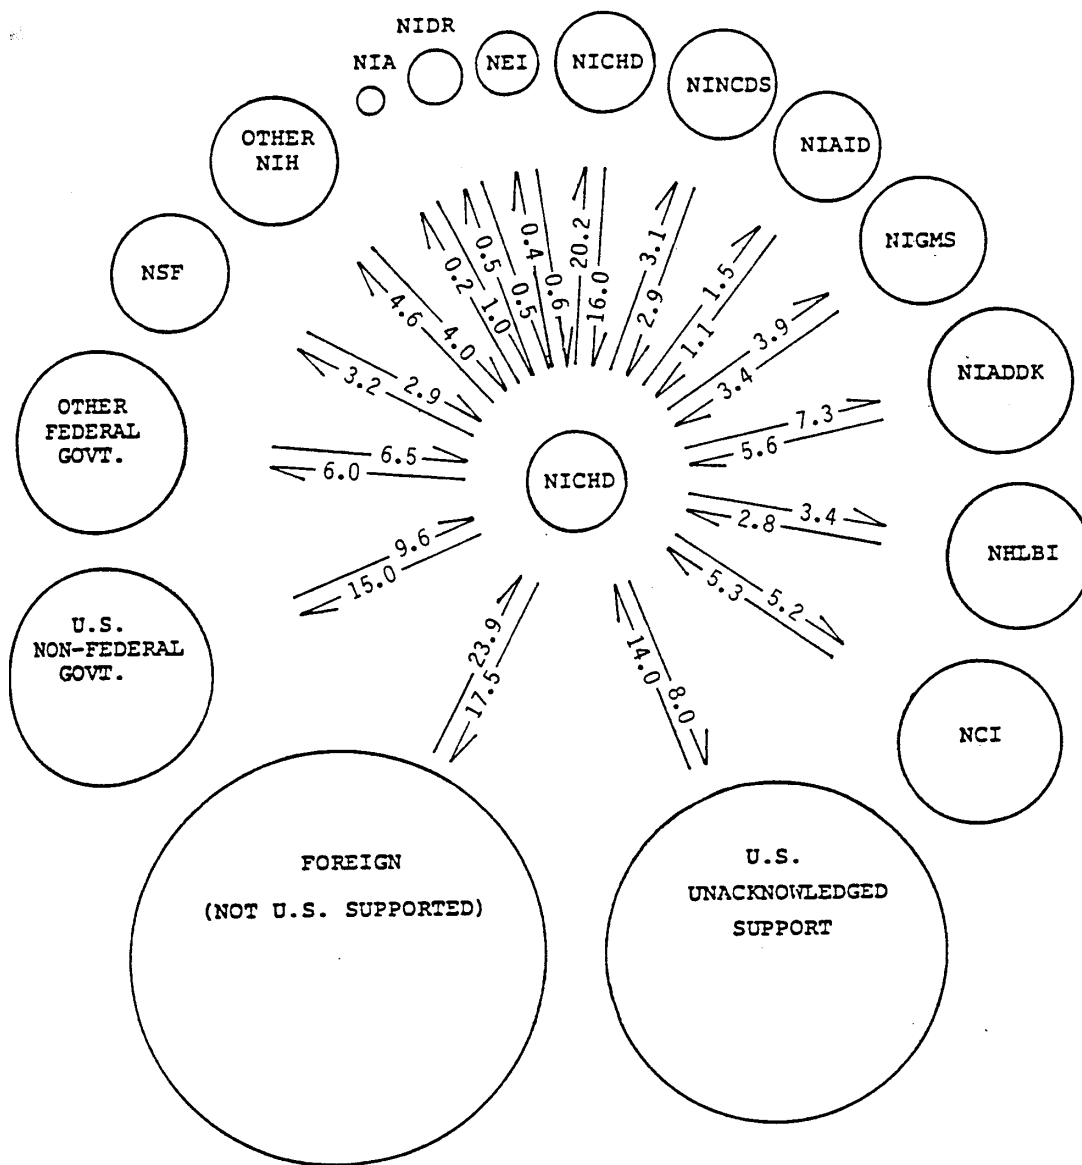 NIDR
NIA
NEI
NICHD
NINCDS
NIAID
NIGMS
NIADDK
NHLBI
NCI
U.S.
UNACKNOWLEDGED
SUPPORT
FOREIGN
(NOT U.S. SUPPORTED)
U.S.
NON-FEDERAL
GOVT.
OTHER
FEDERAL
GOVT.
NSF
OTHER
NIH
NICHD
4.6
4.0
0.2
1.0
0.5
0.5
0.4
0.6
20.2
16.0
3.1
2.9
1.5
1.1
3.9
3.4
7.3
5.6
3.4
2.8
5.2
5.3
8.0
14.0
23.9
17.5
9.6
15.0
6.5
6.0
2.9
3.2